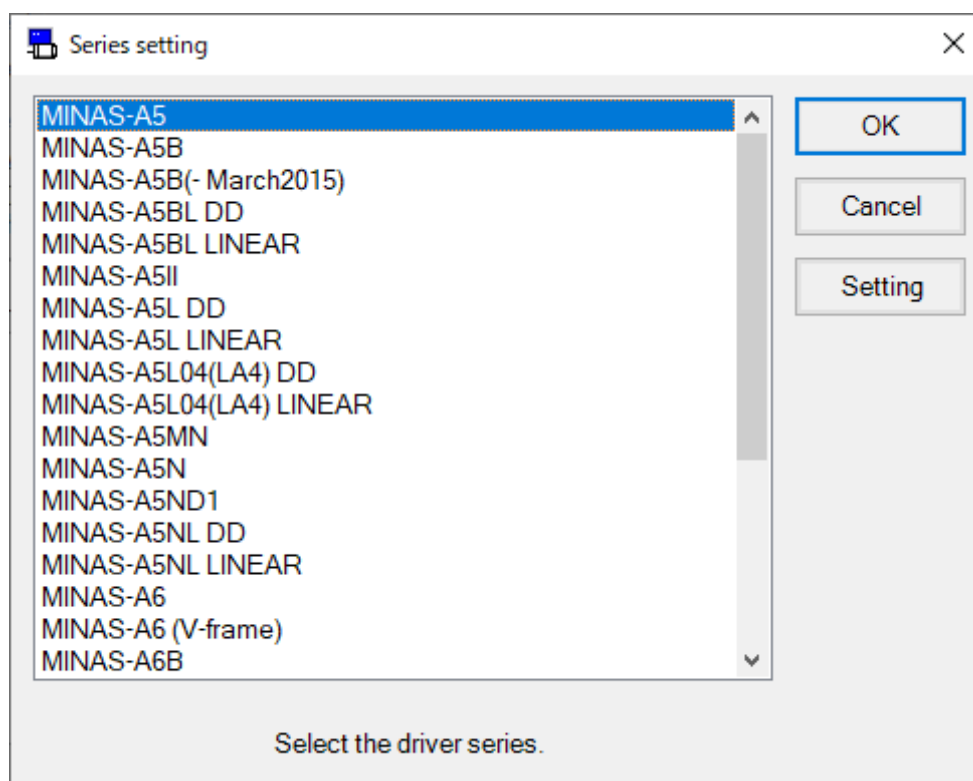 Series setting
MINAS-A5
MINAS-A5B
MINAS-A5B(- March2015)
MINAS-A5BL DD
MINAS-A5BL LINEAR
MINAS-A5II
MINAS-A5L DD
MINAS-A5L LINEAR
MINAS-A5L04(LA4) DD
MINAS-A5L04(LA4) LINEAR
MINAS-A5MN
MINAS-A5N
MINAS-A5ND1
MINAS-A5NL DD
MINAS-A5NL LINEAR
MINAS-A6
MINAS-A6 (V-frame)
MINAS-A6B
OK
Cancel
Setting
Select the driver series.